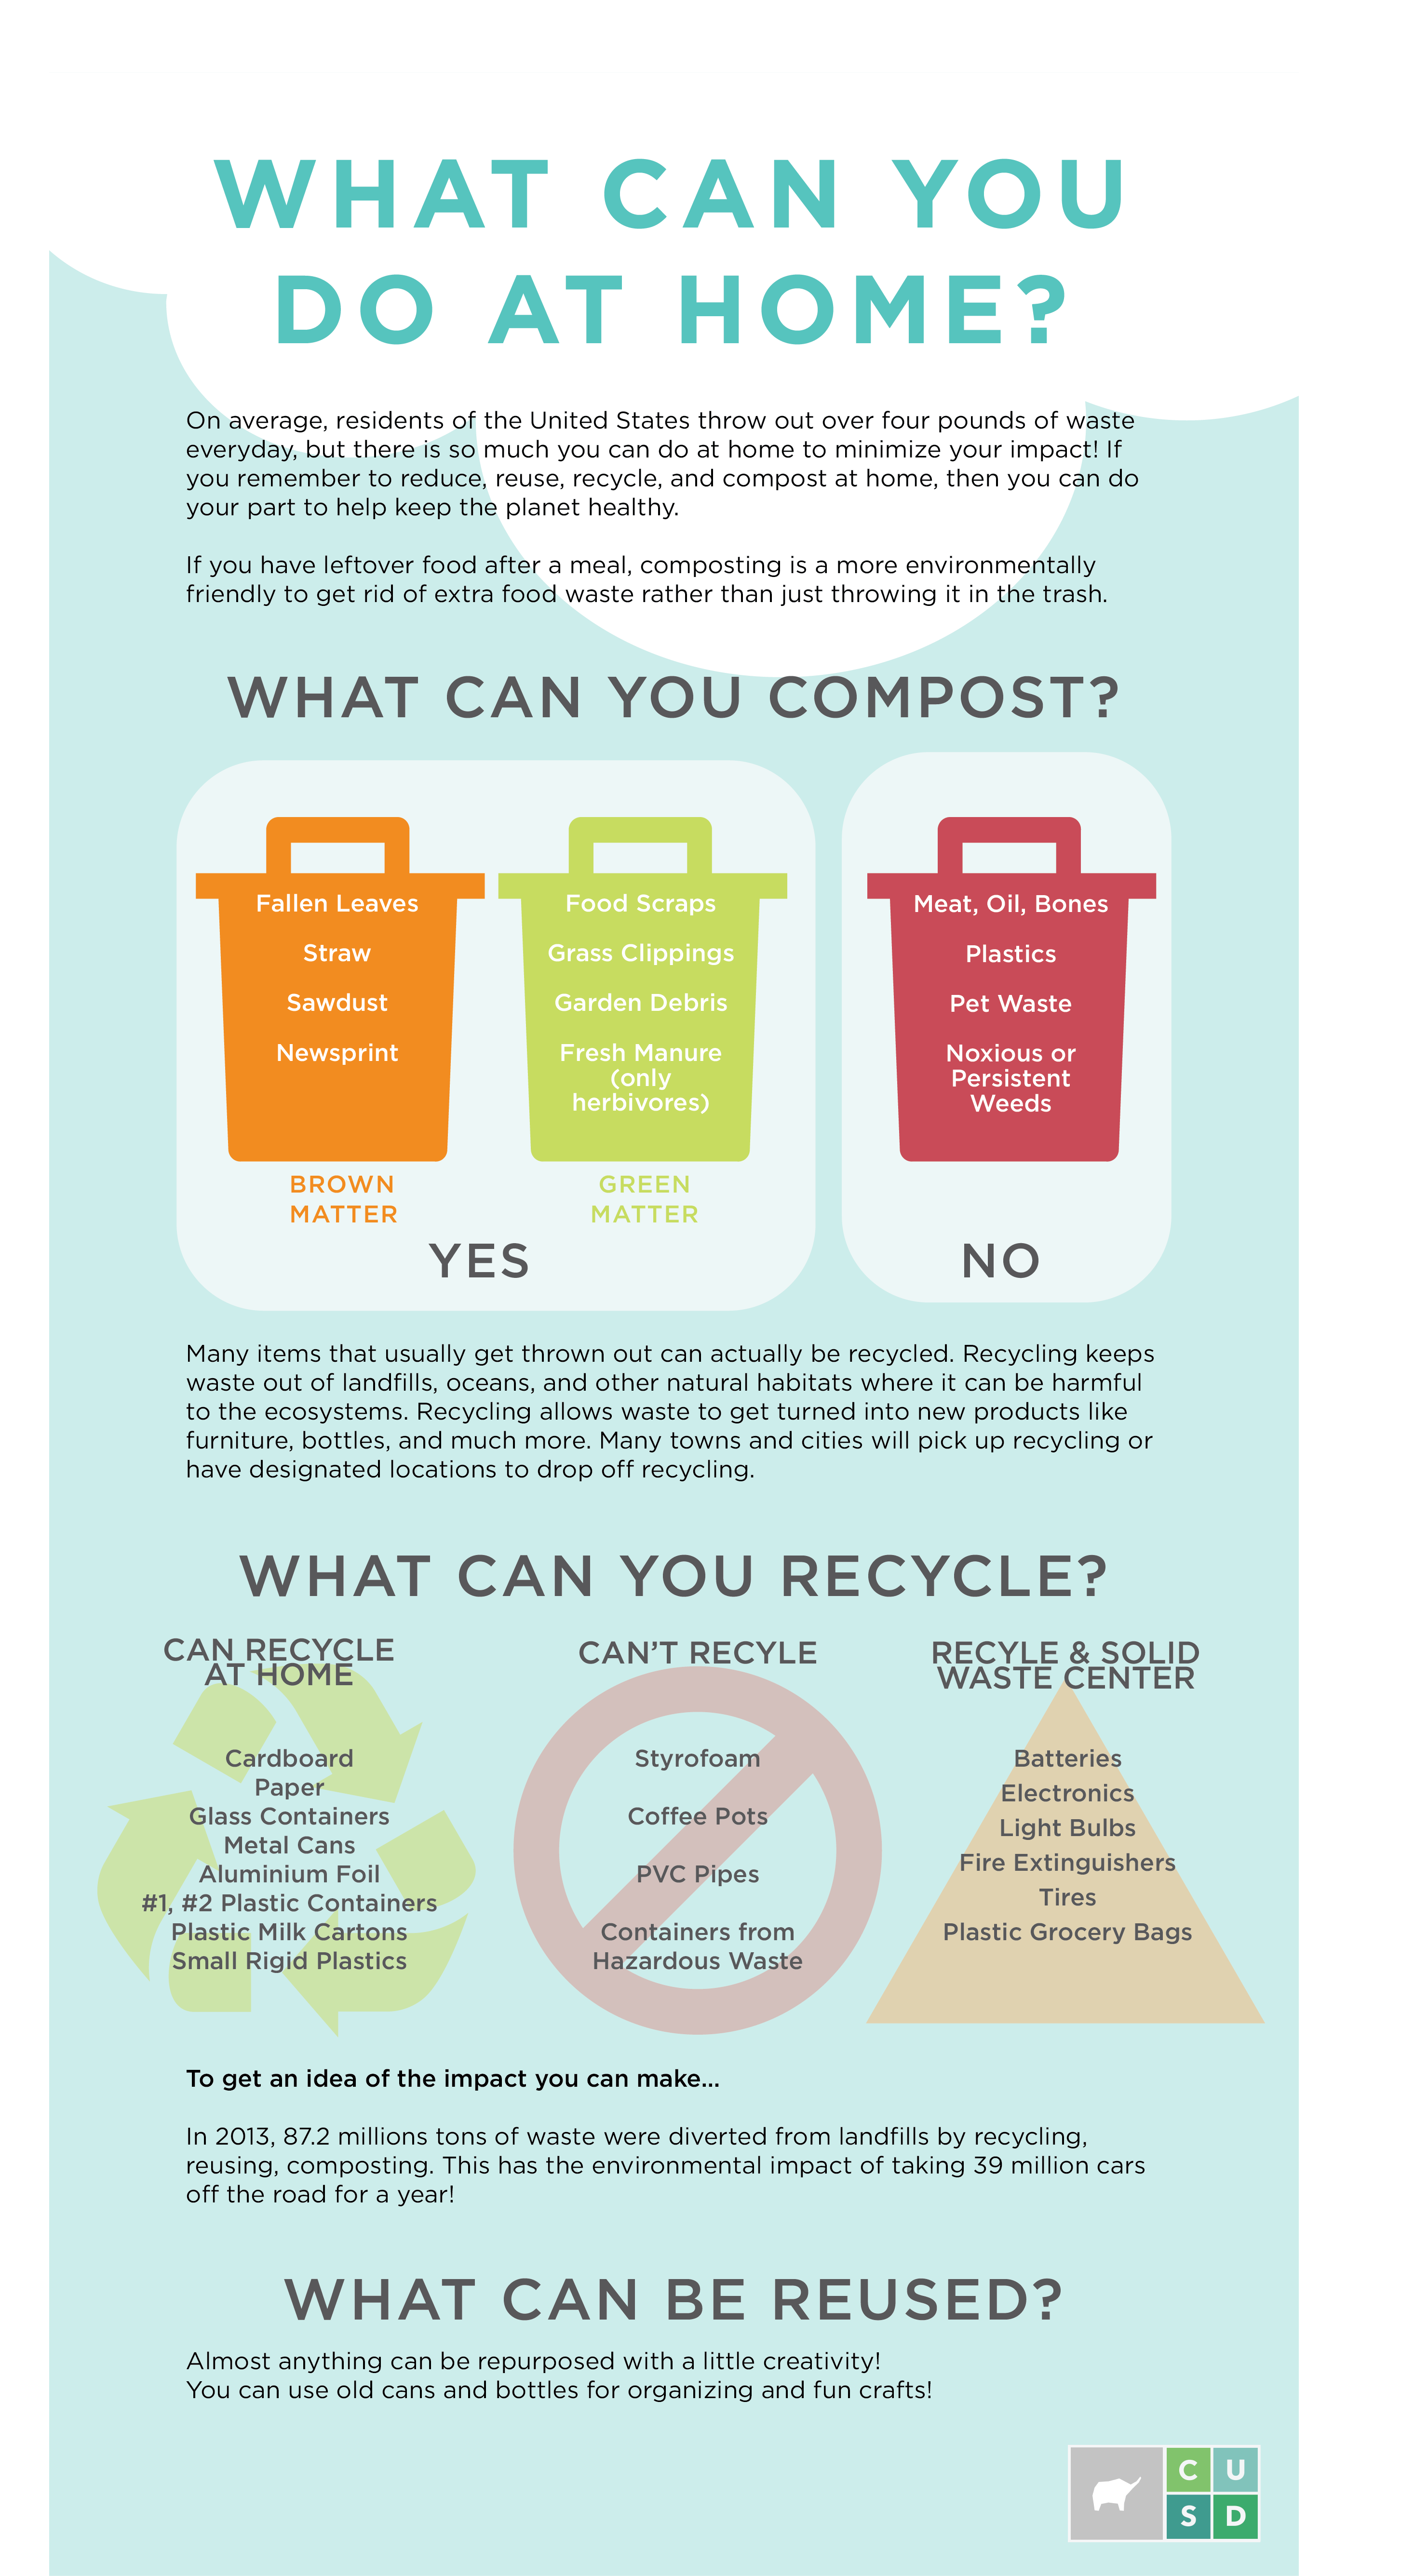 WHAT CAN YOU
DO AT HOME?
On average, residents of the United States throw out over four pounds of waste
everyday, but there is so much you can do at home to minimize your impact! If
you remember to reduce, reuse, recycle, and compost at home, then you can do
your part to help keep the planet healthy.
If you have leftover food after a meal, composting is a more environmentally
friendly to get rid of extra food waste rather than just throwing it in the trash.
WHAT CAN YOU COMPOST?
Fallen Leaves
Straw
Sawdust
Newsprint
BROWN
MATTER
Food Scraps
Grass Clippings
Garden Debris
Fresh Manure
(only
herbivores)
GREEN
MATTER
YES
Meat, Oil, Bones
Plastics
Pet Waste
Noxious or
Persistent
Weeds
NO
Many items that usually get thrown out can actually be recycled. Recycling keeps
waste out of landfills, oceans, and other natural habitats where it can be harmful
to the ecosystems. Recycling allows waste to get turned into new products like
furniture, bottles, and much more. Many towns and cities will pick up recycling or
have designated locations to drop off recycling.
WHAT CAN YOU RECYCLE?
CAN RECYCLE
AT HOME
Cardboard
Paper
Glass Containers
Metal Cans
Aluminium Foil
#1, #2 Plastic Containers
Plastic Milk Cartons
Small Rigid Plastics
CAN'T RECYLE
Styrofoam
Coffee Pots
PVC Pipes
Containers from
Hazardous Waste
RECYLE & SOLID
WASTE CENTER
Batteries
Electronics
Light Bulbs
Fire Extinguishers
Tires
Plastic Grocery Bags
To get an idea of the impact you can make...
In 2013, 87.2 millions tons of waste were diverted from landfills by recycling,
reusing, composting. This has the environmental impact of taking 39 million cars
off the road for a year!
WHAT CAN BE REUSED?
Almost anything can be repurposed with a little creativity!
You can use old cans and bottles for organizing and fun crafts!
C U
S D